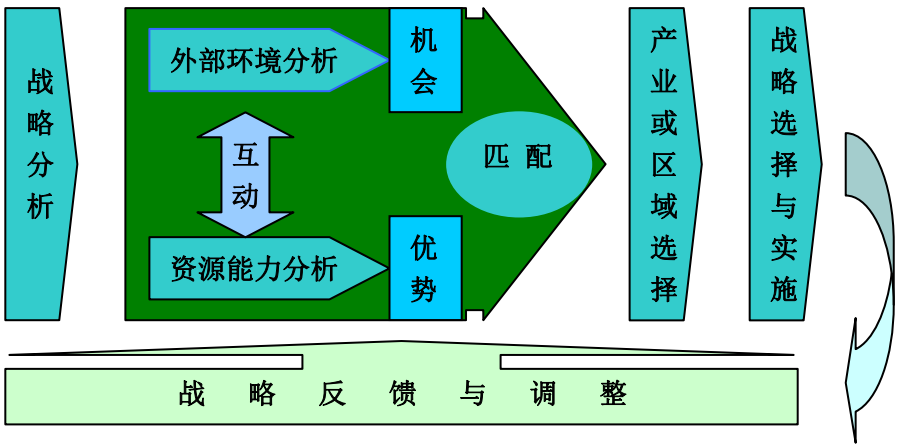 战略分析
外部环境分析
机会
互动
匹 配
资源能力分析
优势
产业或区域选择
战略选择与实施
战 略 反 馈 与 调 整